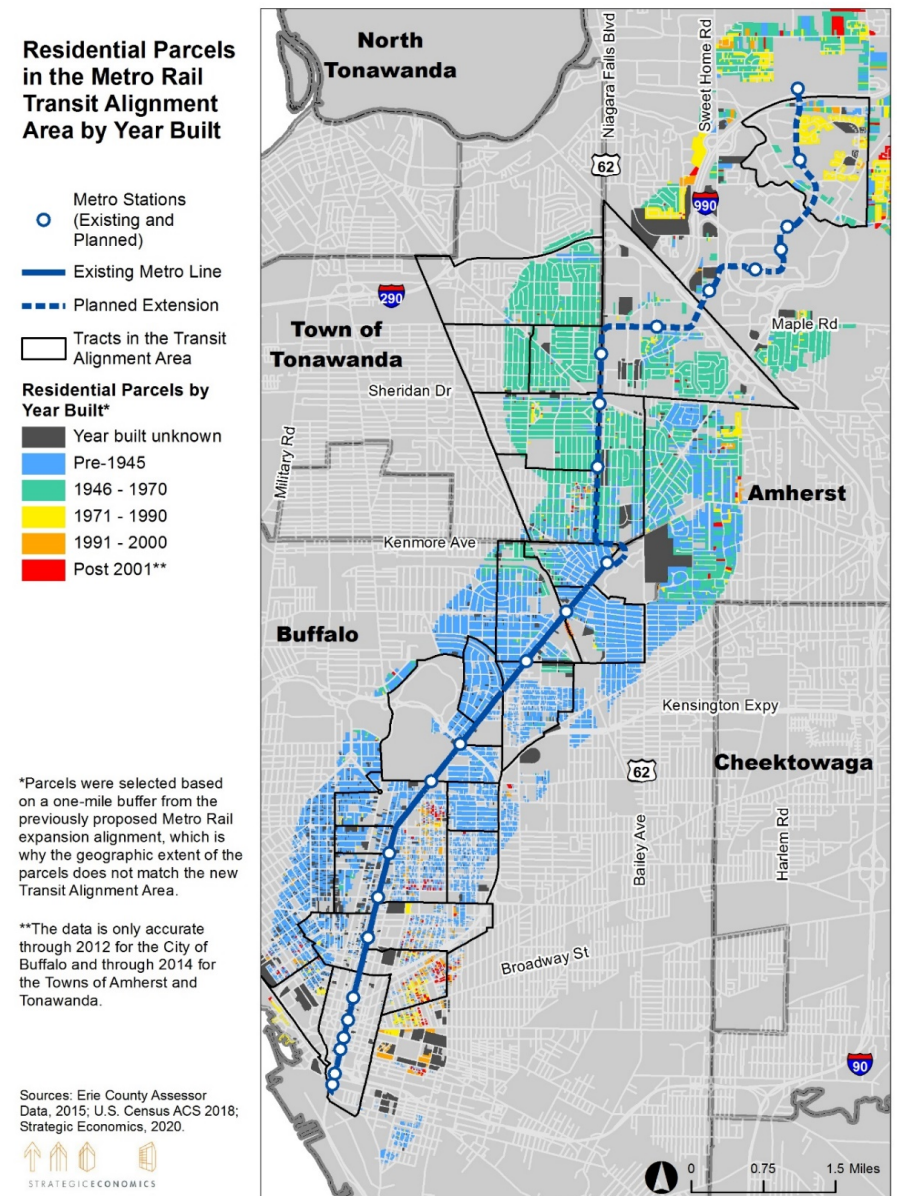 Residential Parcels
in the Metro Rail
Transit Alignment
Area by Year Built
Metro Stations
(Existing and
Planned)
Existing Metro Line
Planned Extension
Tracts in the Transit
Alignment Area
Residential Parcels by
Year Built*
Year built unknown
Pre-1945
1946 - 1970
1971 - 1990
1991 - 2000
Post 2001**
*Parcels were selected based
on a one-mile buffer from the
previously proposed Metro Rail
expansion alignment, which is
why the geographic extent of the
parcels does not match the new
Transit Alignment Area.
**The data is only accurate
through 2012 for the City of
Buffalo and through 2014 for
the Towns of Amherst and
Tonawanda.
Sources: Erie County Assessor
Data, 2015; U.S. Census ACS 2018;
Strategic Economics, 2020.
STRATEGICECONOMICS
North
Tonawanda
Niagara Falls Blvd
Sweet Home Rd
62
990
290
Town of
Tonawanda
Maple Rd
Sheridan Dr
Military Rd
Amherst
Kenmore Ave
Buffalo
Kensington Expy
62
Cheektowaga
Bailey Ave
Harlem Rd
Broadway St
90
0 0.75 1.5 Miles